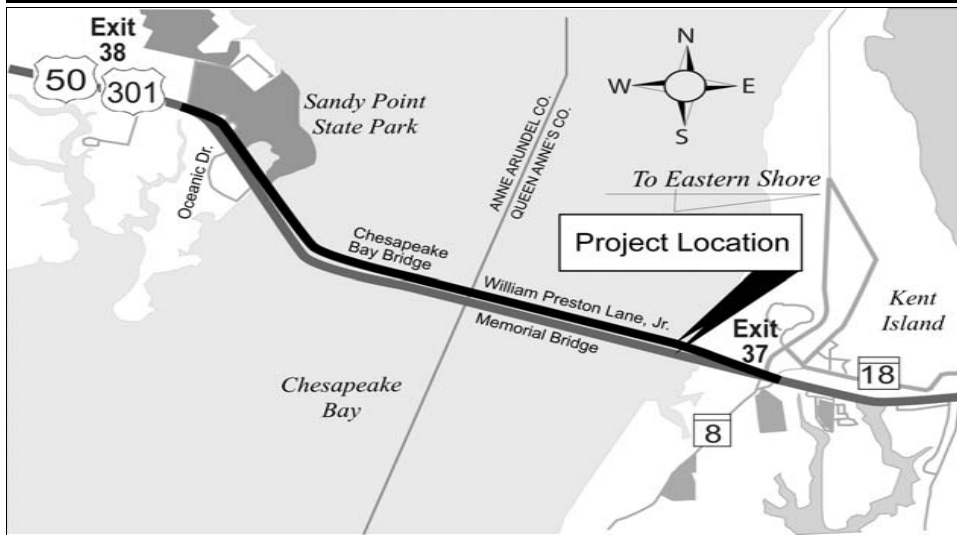 Exit
38
50
301
Sandy Point
State Park
Oceanic Dr.
ANNE ARUNDEL CO.
QUEEN ANNE'S CO.
N
W
E
S
To Eastern Shore
Project Location
Chesapeake
Bay Bridge
William Preston Lane, Jr.
Memorial Bridge
Exit
37
Kent
Island
18
8
Chesapeake
Bay